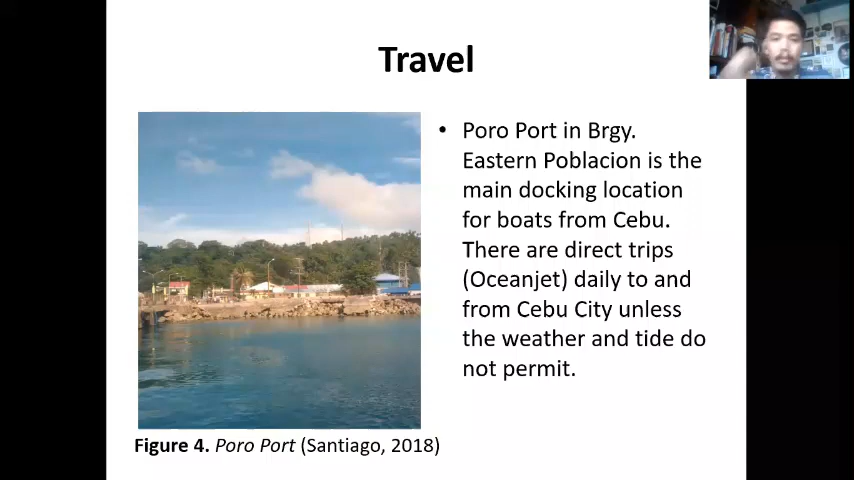 Travel
• Poro Port in Brgy.
Eastern Poblacion is the
main docking location
for boats from Cebu.
There are direct trips
(Oceanjet) daily to and
from Cebu City unless
the weather and tide do
not permit.
Figure 4. Poro Port (Santiago, 2018)